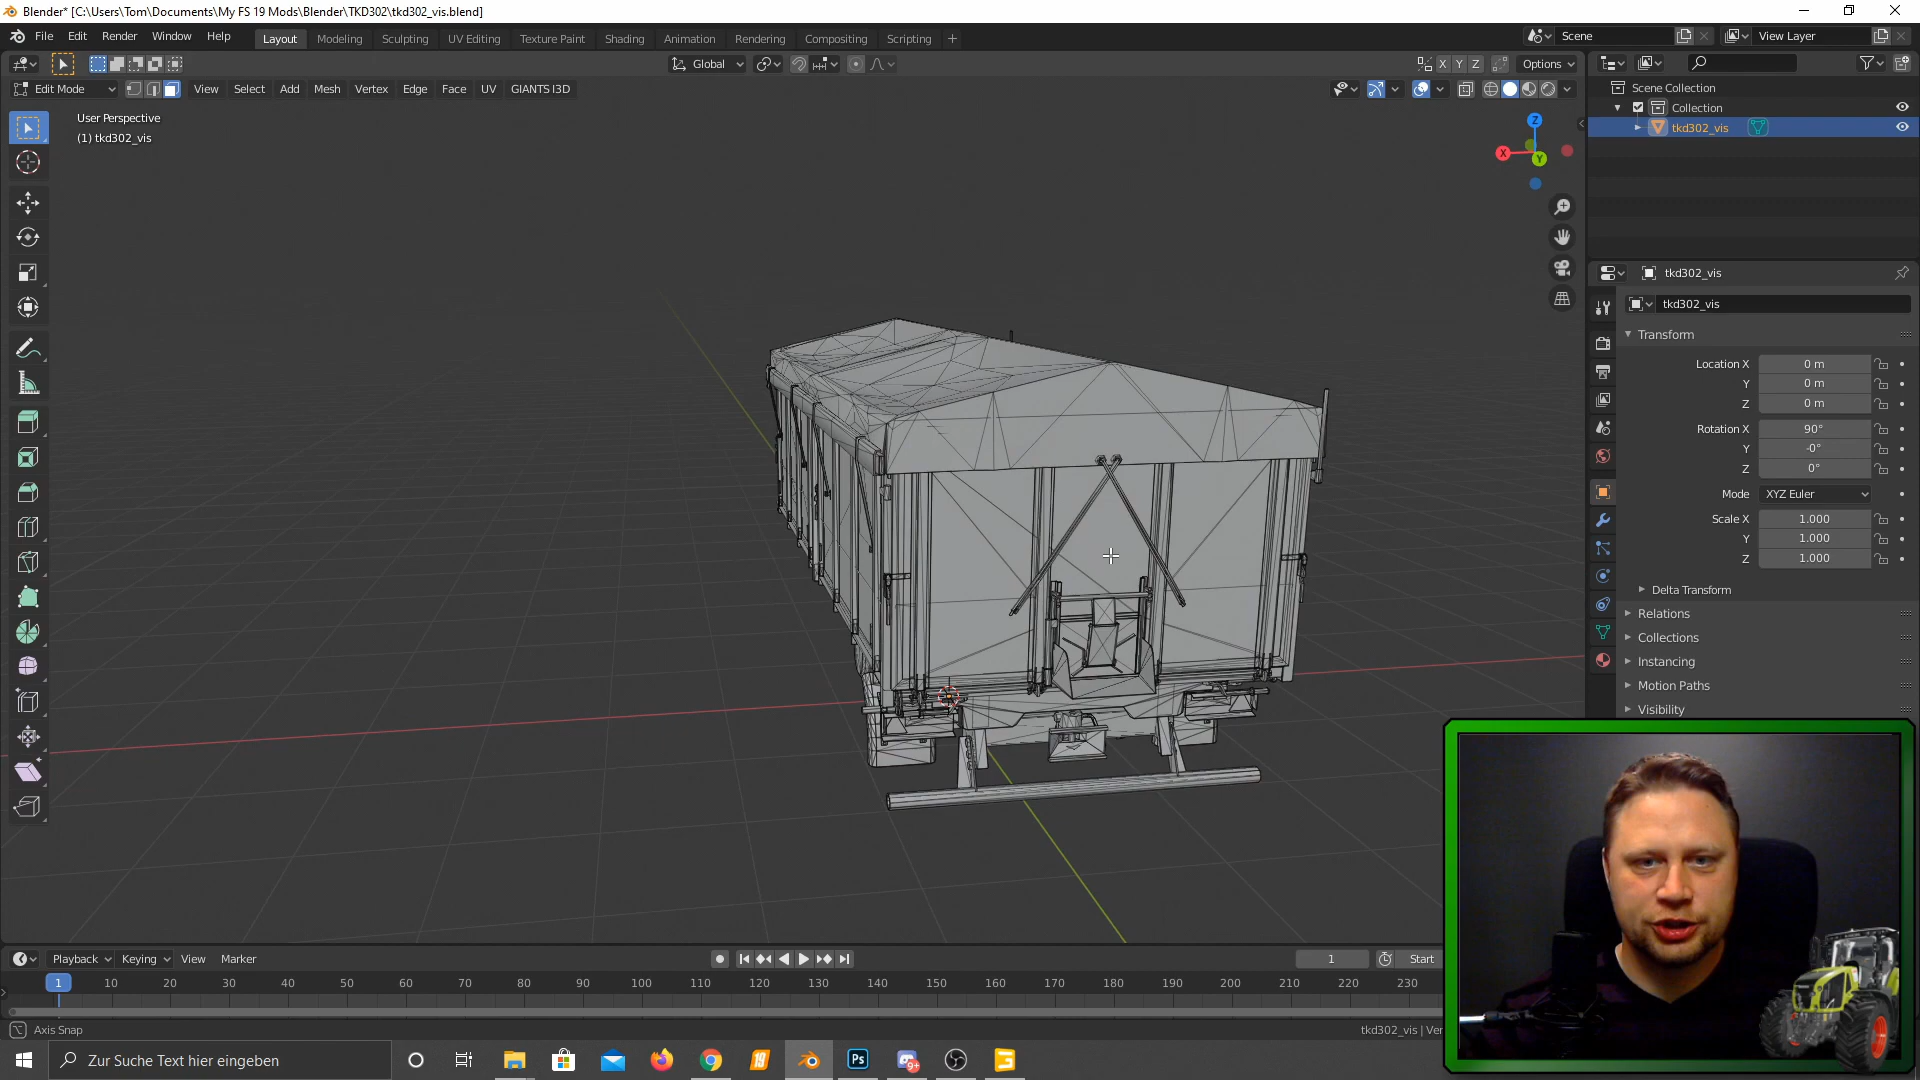 Blender* [C:\Users\Tom\Documents\My FS 19 Mods\Blender\TKD302\tkd302_vis.blend]
File Edit Render Window Help Layout Modeling Sculpting UV Editing Texture Paint Shading Animation Rendering Compositing Scripting + Scene View Layer
Global X Y Z Options
Edit Mode View Select Add Mesh Vertex Edge Face UV GIANTS I3D
User Perspective
(1) tkd302_vis
Z
X
Y
Scene Collection
Collection
tkd302_vis
tkd302_vis
tkd302_vis
Transform
Location X 0 m
Y 0 m
Z 0 m
Rotation X 90°
Y -0°
Z 0°
Mode XYZ Euler
Scale X 1.000
Y 1.000
Z 1.000
Delta Transform
Relations
Collections
Instancing
Motion Paths
Visibility
Playback Keying View Marker 1 Start
1 10 20 30 40 50 60 70 80 90 100 110 120 130 140 150 160 170 180 190 200 210 220 230
Axis Snap tkd302_vis | Ver
Zur Suche Text hier eingeben 19 Ps 9+